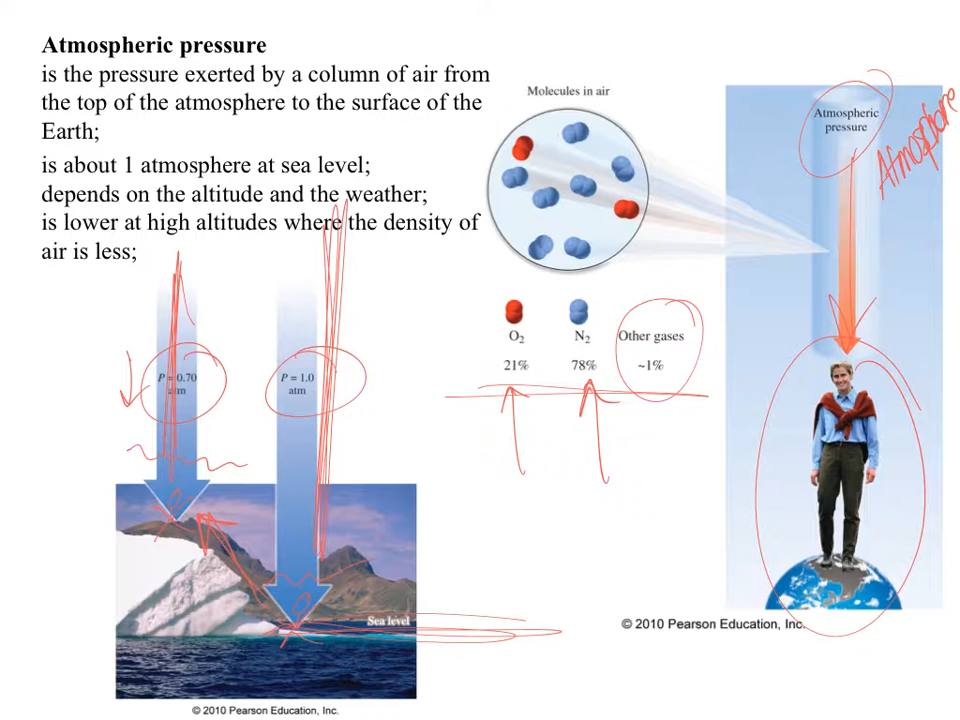 Atmospheric pressure
is the pressure exerted by a column of air from
the top of the atmosphere to the surface of the
Earth;
is about 1 atmosphere at sea level;
depends on the altitude and the weather;
is lower at high altitudes where the density of
air is less;
Molecules in air
O2
N2
Other gases
21%
78%
~1%
Atmospheric
pressure
Atmosphere
P = 0.70
atm
P = 1.0
atm
Sea level
© 2010 Pearson Education, Inc.
© 2010 Pearson Education, Inc.